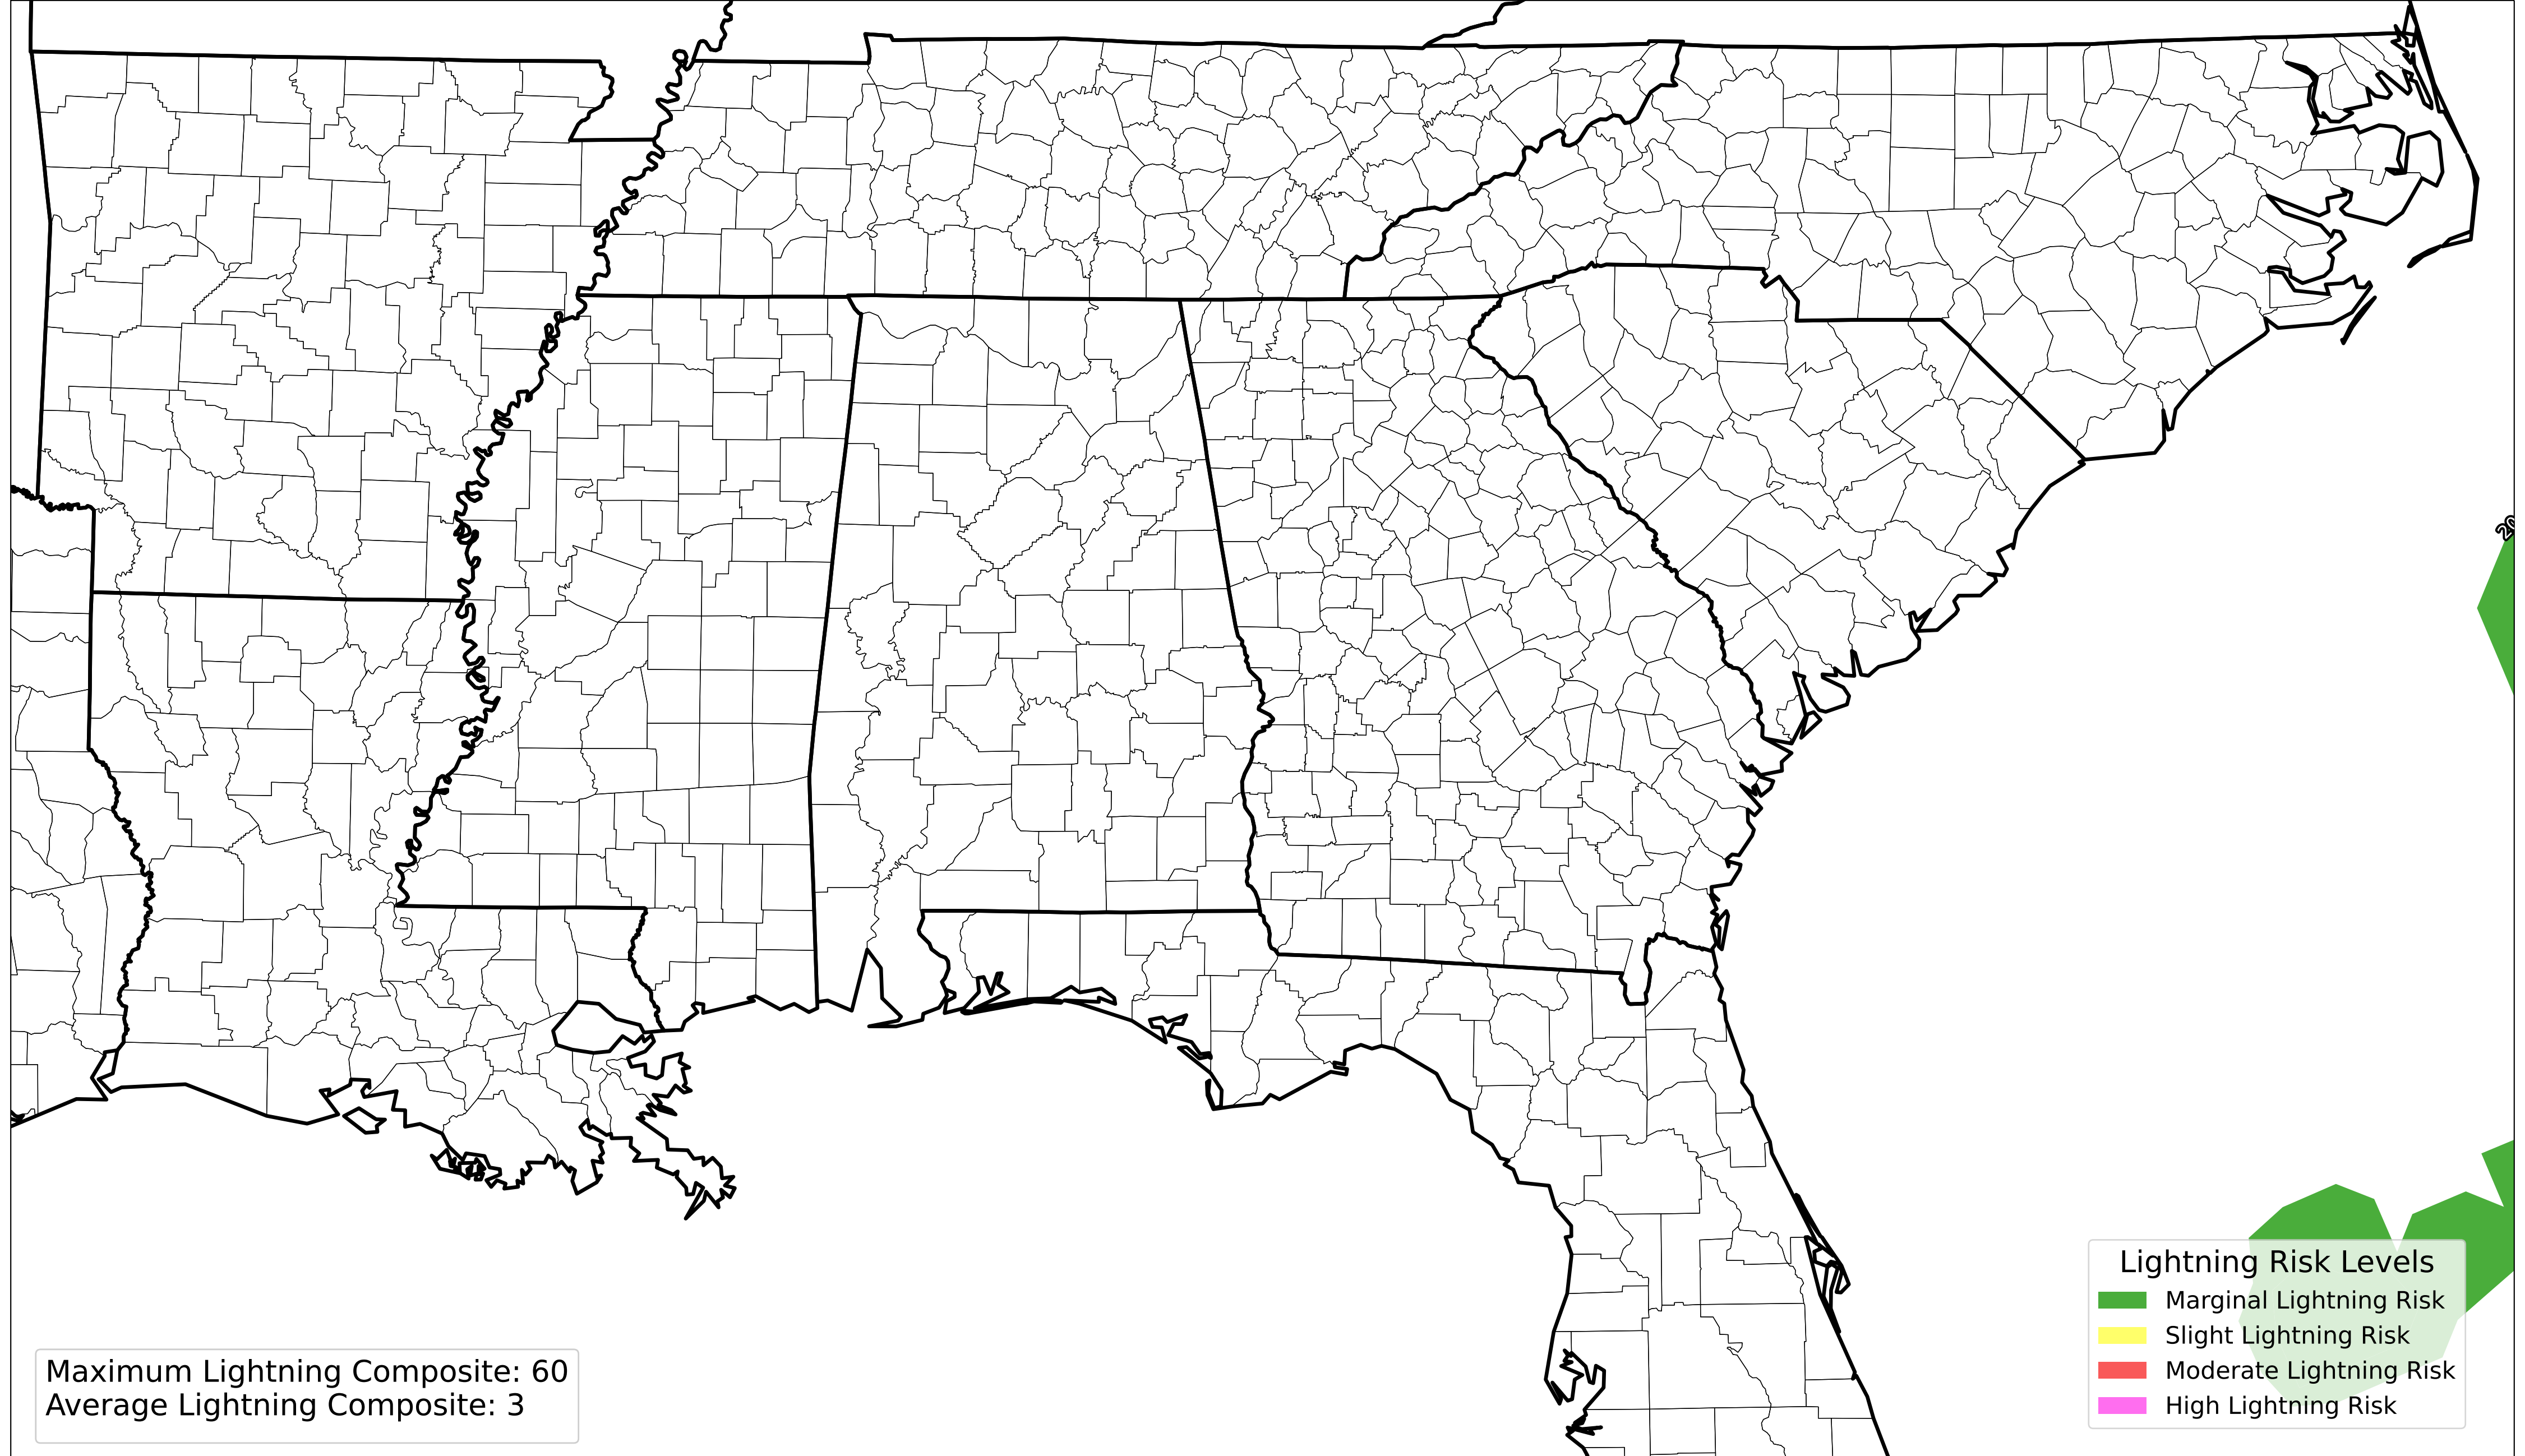 20
Lightning Risk Levels
Marginal Lightning Risk
Slight Lightning Risk
Moderate Lightning Risk
High Lightning Risk
Maximum Lightning Composite: 60
Average Lightning Composite: 3